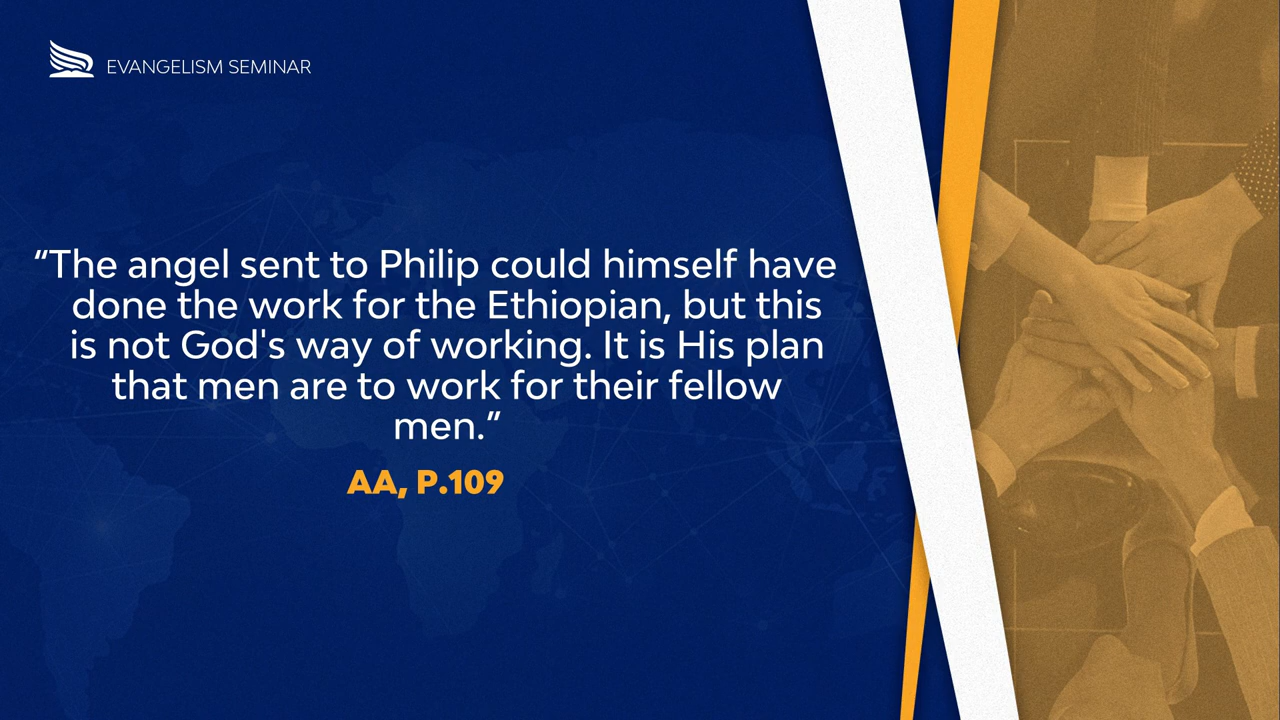 EVANGELISM SEMINAR
“The angel sent to Philip could himself have
done the work for the Ethiopian, but this
is not God's way of working. It is His plan
that men are to work for their fellow
men.”
AA, P.109